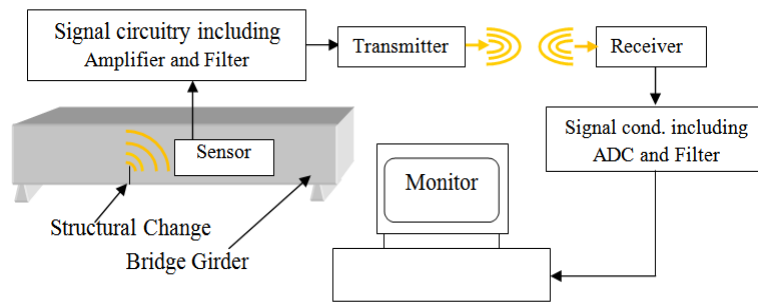 Signal circuitry including
Amplifier and Filter
Transmitter
Receiver
Sensor
Signal cond. including
ADC and Filter
Monitor
Structural Change
Bridge Girder